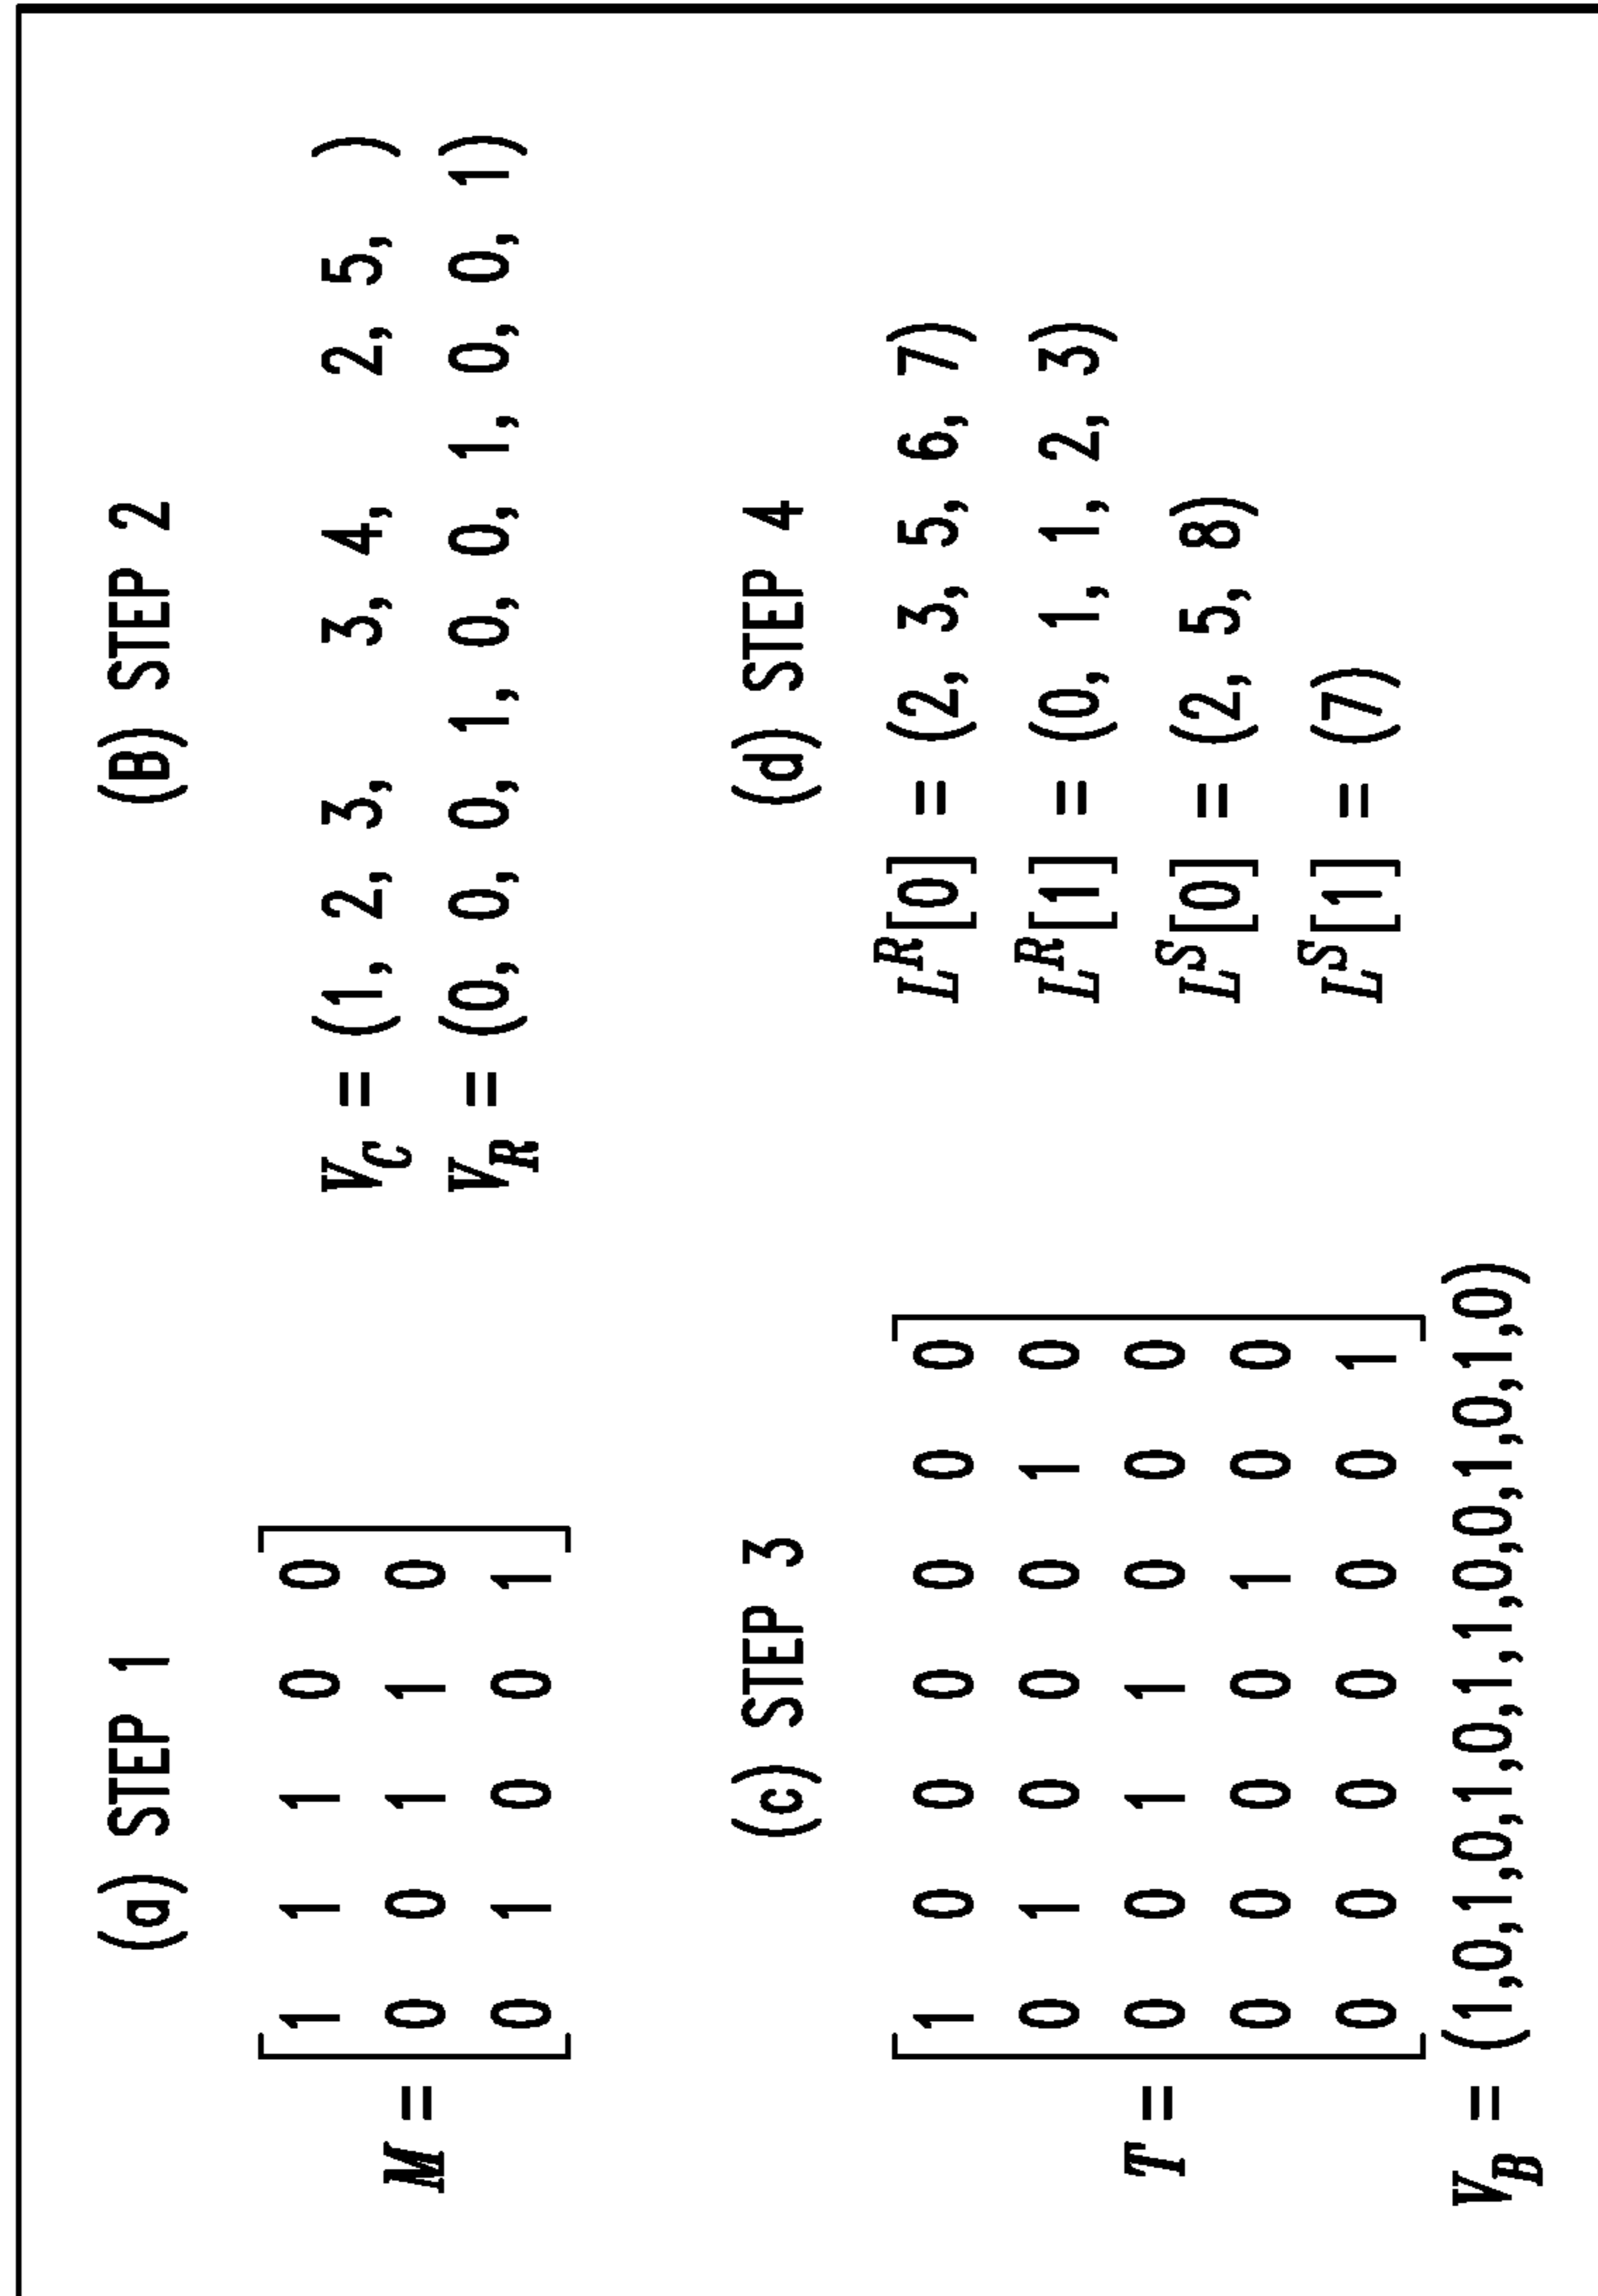 (a) STEP 1
M =
1 1 1 0 0
0 0 1 1 0
0 1 0 0 1
(B) STEP 2
V_C = (1, 2, 3, 3, 4, 2, 5, )
V_R = (0, 0, 0, 1, 0, 0, 1, 0, 0, 1)
(c) STEP 3
T =
1 0 0 0 0 0 0
0 1 0 0 0 1 0
0 0 1 1 0 0 0
0 0 0 0 1 0 0
0 0 0 0 0 0 1
V_B = (1,0,1,0,1,0,1,1,0,0,1,0,1,0)
(d) STEP 4
L^R[0] = (2, 3, 5, 6, 7)
L^R[1] = (0, 1, 1, 2, 3)
L^S[0] = (2, 5, 8)
L^S[1] = (7)